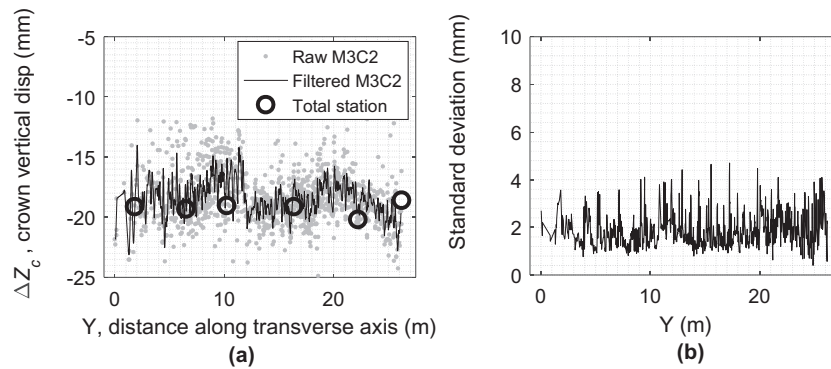 -5
-10
-15
-20
-25
ΔZc , crown vertical disp (mm)
Raw M3C2
Filtered M3C2
Total station
0
10
20
Y, distance along transverse axis (m)
(a)
10
8
6
4
2
0
Standard deviation (mm)
0
10
20
Y (m)
(b)